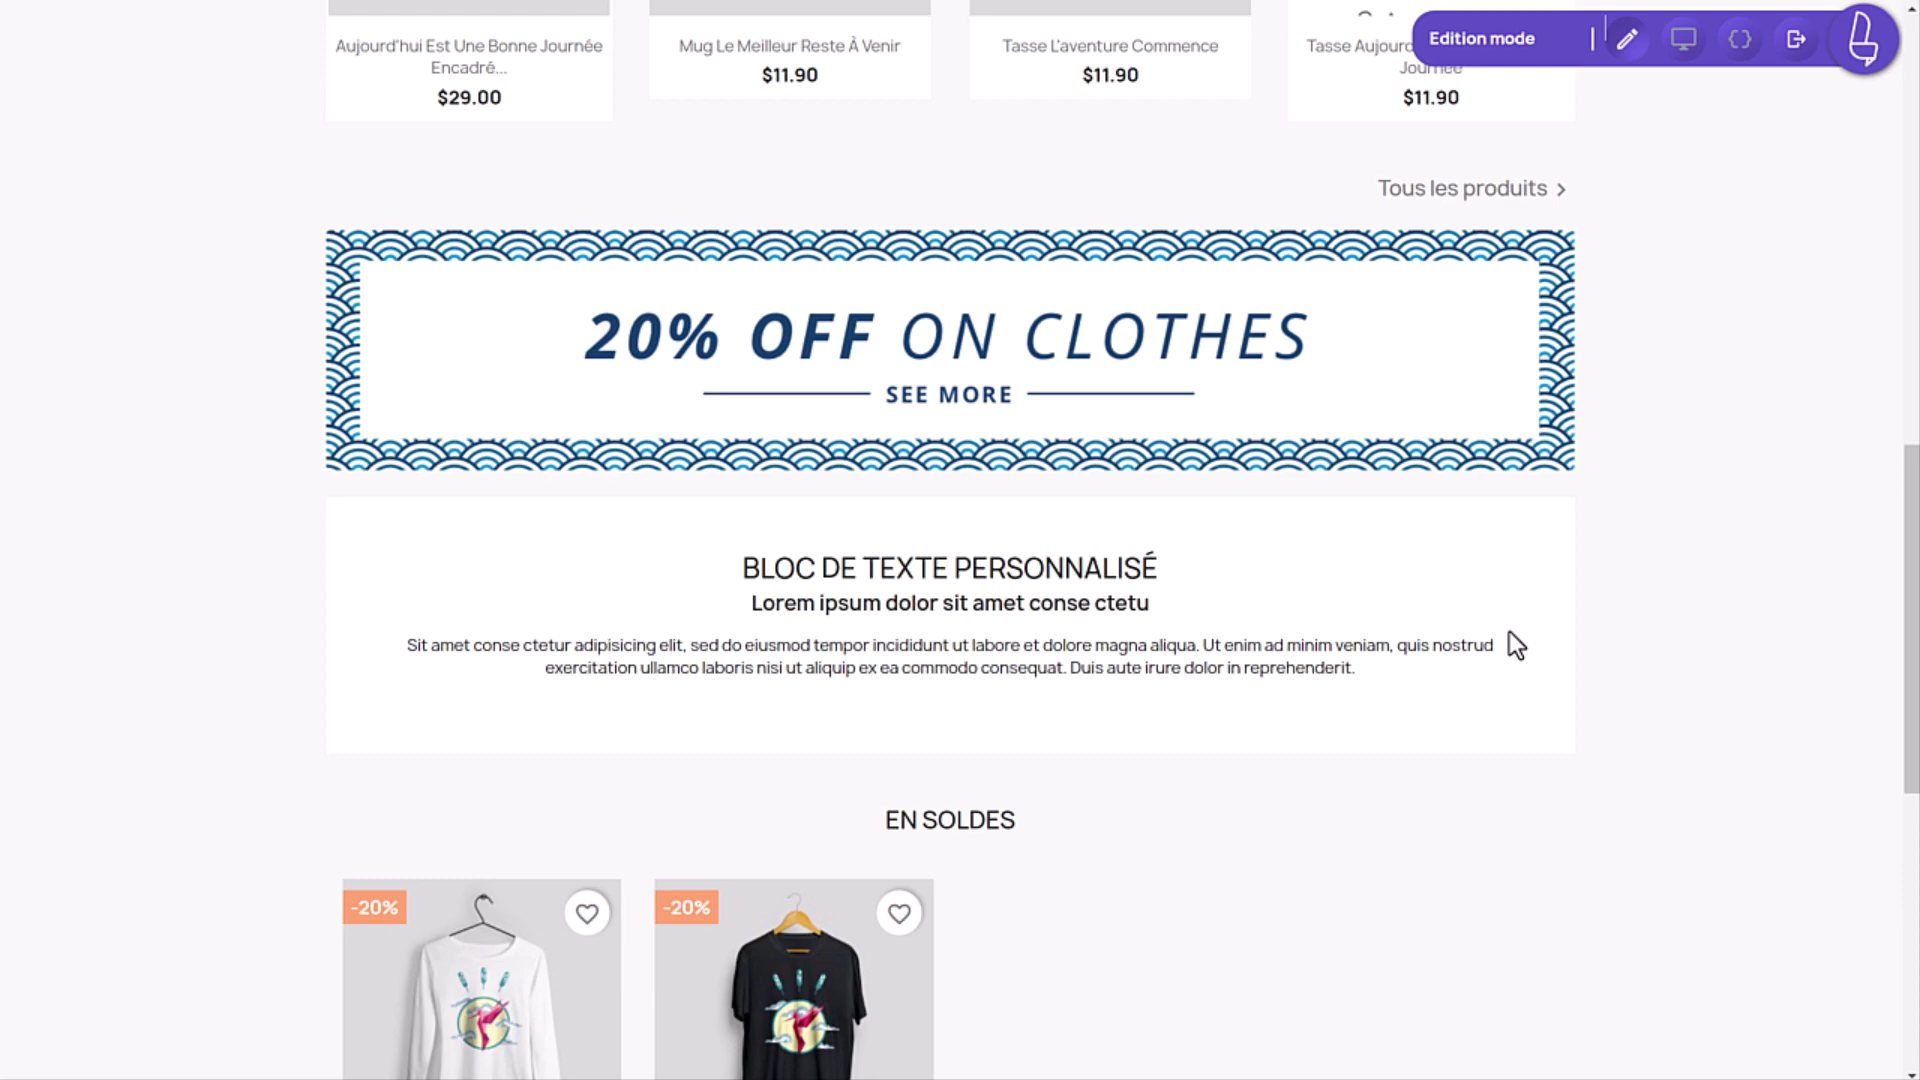 Aujourd'hui Est Une Bonne Journée
Encadré...
$29.00
Mug Le Meilleur Reste À Venir
$11.90
Tasse L'aventure Commence
$11.90
Tasse Aujourd
Journée
$11.90
Edition mode
Tous les produits
20% OFF ON CLOTHES
SEE MORE
BLOC DE TEXTE PERSONNALISÉ
Lorem ipsum dolor sit amet conse ctetu
Sit amet conse ctetur adipisicing elit, sed do eiusmod tempor incididunt ut labore et dolore magna aliqua. Ut enim ad minim veniam, quis nostrud
exercitation ullamco laboris nisi ut aliquip ex ea commodo consequat. Duis aute irure dolor in reprehenderit.
EN SOLDES
-20%
-20%